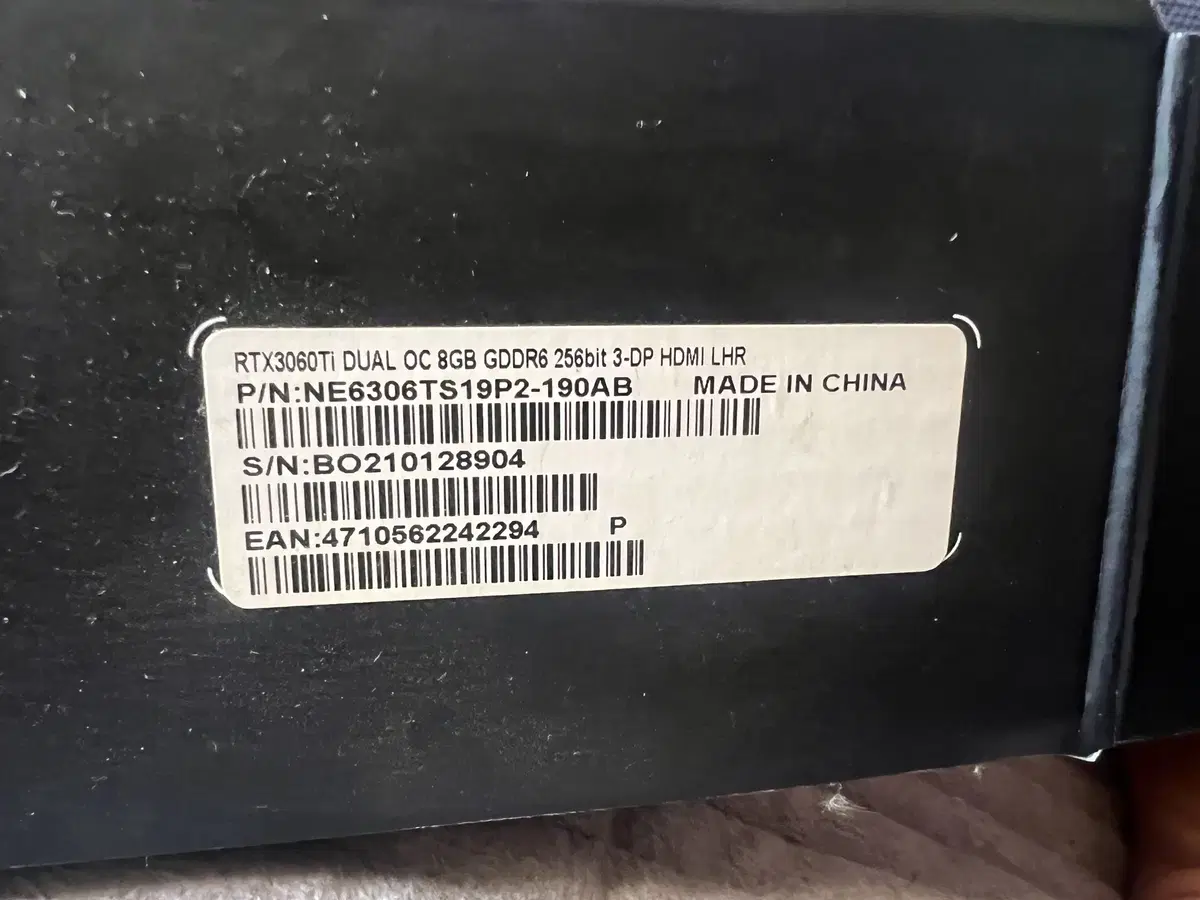 RTX3060Ti DUAL OC 8GB GDDR6 256bit 3-DP HDMI LHR
P/N:NE6306TS19P2-190AB MADE IN CHINA
S/N:BO210128904
EAN:4710562242294 P